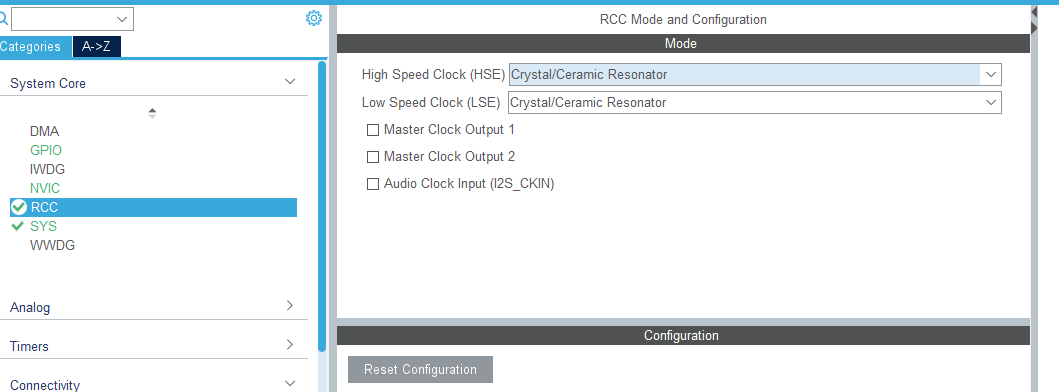 RCC Mode and Configuration
Categories A->Z
Mode
System Core
High Speed Clock (HSE) Crystal/Ceramic Resonator
Low Speed Clock (LSE) Crystal/Ceramic Resonator
Master Clock Output 1
Master Clock Output 2
Audio Clock Input (I2S_CKIN)
DMA
GPIO
IWDG
NVIC
RCC
SYS
WWDG
Analog
Timers
Connectivity
Configuration
Reset Configuration